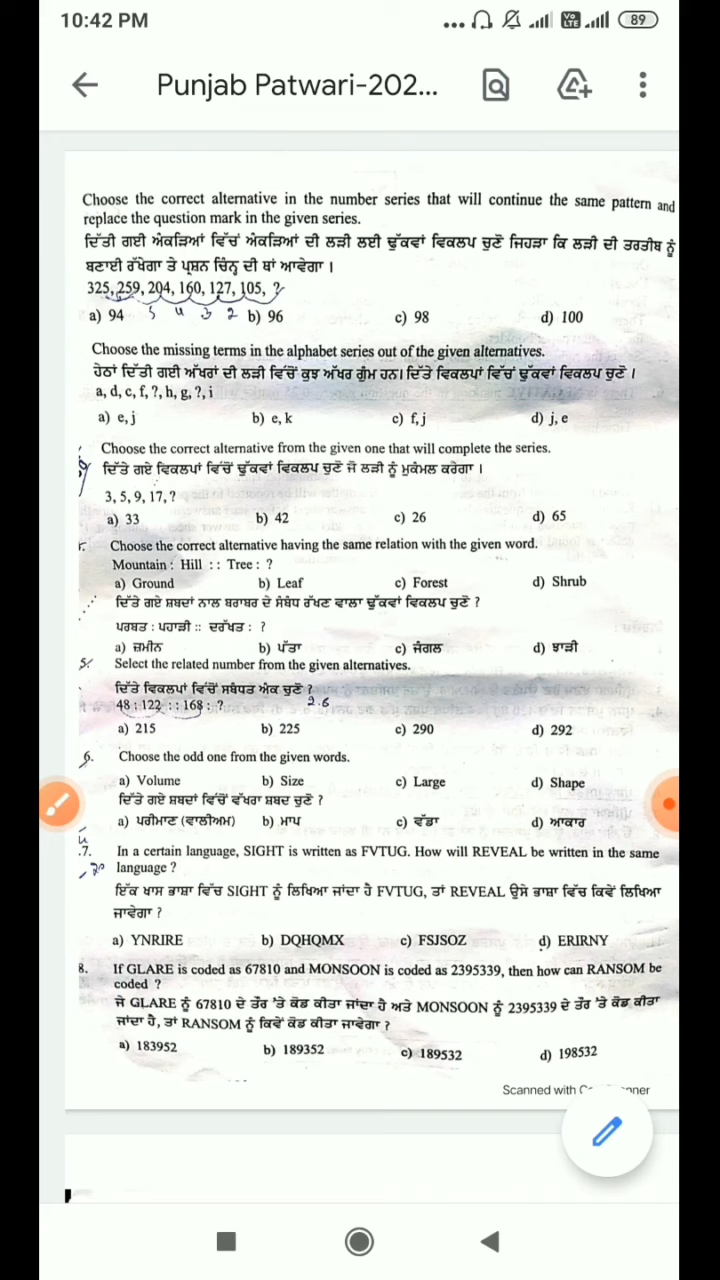 10:42 PM
Vo LTE
89
Punjab Patwari-202...
Choose the correct alternative in the number series that will continue the same pattern and
replace the question mark in the given series.
ਦਿੱਤੀ ਗਈ ਅੰਕੜਿਆਂ ਵਿੱਚੋਂ ਅੰਕੜਿਆਂ ਦੀ ਲੜੀ ਲਈ ਢੁੱਕਵਾਂ ਵਿਕਲਪ ਚੁਣੋ ਜਿਹੜਾ ਕਿ ਲੜੀ ਦੀ ਤਰਤੀਬ ਨੂੰ
ਬਣਾਈ ਰੱਖੇਗਾ ਤੇ ਪ੍ਰਸ਼ਨ ਚਿੰਨ੍ਹ ਦੀ ਥਾਂ ਆਵੇਗਾ ।
325, 259, 204, 160, 127, 105, ?
a) 94 5 4 3 2 b) 96 c) 98 d) 100
Choose the missing terms in the alphabet series out of the given alternatives.
ਹੇਠਾਂ ਦਿੱਤੀ ਗਈ ਅੱਖਰਾਂ ਦੀ ਲੜੀ ਵਿੱਚੋਂ ਕੁਝ ਅੱਖਰ ਗੁੰਮ ਹਨ। ਦਿੱਤੇ ਵਿਕਲਪਾਂ ਵਿੱਚੋਂ ਢੁੱਕਵਾਂ ਵਿਕਲਪ ਚੁਣੋ ।
a, d, c, f, ?, h, g, ?, i
a) e, j b) e, k c) f, j d) j, e
Choose the correct alternative from the given one that will complete the series.
ਦਿੱਤੇ ਗਏ ਵਿਕਲਪਾਂ ਵਿੱਚੋਂ ਢੁੱਕਵਾਂ ਵਿਕਲਪ ਚੁਣੋ ਜੋ ਲੜੀ ਨੂੰ ਮੁਕੰਮਲ ਕਰੇਗਾ ।
3, 5, 9, 17, ?
a) 33 b) 42 c) 26 d) 65
Choose the correct alternative having the same relation with the given word.
Mountain : Hill :: Tree : ?
a) Ground b) Leaf c) Forest d) Shrub
ਦਿੱਤੇ ਗਏ ਸ਼ਬਦਾਂ ਨਾਲ ਬਰਾਬਰ ਦੇ ਸੰਬੰਧ ਰੱਖਣ ਵਾਲਾ ਢੁੱਕਵਾਂ ਵਿਕਲਪ ਚੁਣੋ ?
ਪਰਬਤ : ਪਹਾੜੀ :: ਦਰੱਖਤ : ?
a) ਜ਼ਮੀਨ b) ਪੱਤਾ c) ਜੰਗਲ d) ਝਾੜੀ
5. Select the related number from the given alternatives.
ਦਿੱਤੇ ਵਿਕਲਪਾਂ ਵਿੱਚੋਂ ਸਬੰਧਤ ਅੰਕ ਚੁਣੋ ?
48 : 122 :: 168 : ? 2.6
a) 215 b) 225 c) 290 d) 292
6. Choose the odd one from the given words.
a) Volume b) Size c) Large d) Shape
ਦਿੱਤੇ ਗਏ ਸ਼ਬਦਾਂ ਵਿੱਚੋਂ ਵੱਖਰਾ ਸ਼ਬਦ ਚੁਣੋ ?
a) ਪਰੀਮਾਣ (ਵਾਲੀਅਮ) b) ਮਾਪ c) ਵੱਡਾ d) ਆਕਾਰ
7. In a certain language, SIGHT is written as FVTUG. How will REVEAL be written in the same
language ?
ਇੱਕ ਖਾਸ ਭਾਸ਼ਾ ਵਿੱਚ SIGHT ਨੂੰ ਲਿਖਿਆ ਜਾਂਦਾ ਹੈ FVTUG, ਤਾਂ REVEAL ਉਸੇ ਭਾਸ਼ਾ ਵਿੱਚ ਕਿਵੇਂ ਲਿਖਿਆ
ਜਾਵੇਗਾ ?
a) YNRIRE b) DQHQMX c) FSJSOZ d) ERIRNY
8. If GLARE is coded as 67810 and MONSOON is coded as 2395339, then how can RANSOM be
coded ?
ਜੇ GLARE ਨੂੰ 67810 ਦੇ ਤੌਰ 'ਤੇ ਕੋਡ ਕੀਤਾ ਜਾਂਦਾ ਹੈ ਅਤੇ MONSOON ਨੂੰ 2395339 ਦੇ ਤੌਰ 'ਤੇ ਕੋਡ ਕੀਤਾ
ਜਾਂਦਾ ਹੈ, ਤਾਂ RANSOM ਨੂੰ ਕਿਵੇਂ ਕੋਡ ਕੀਤਾ ਜਾਵੇਗਾ ?
a) 183952 b) 189352 c) 189532 d) 198532
Scanned with